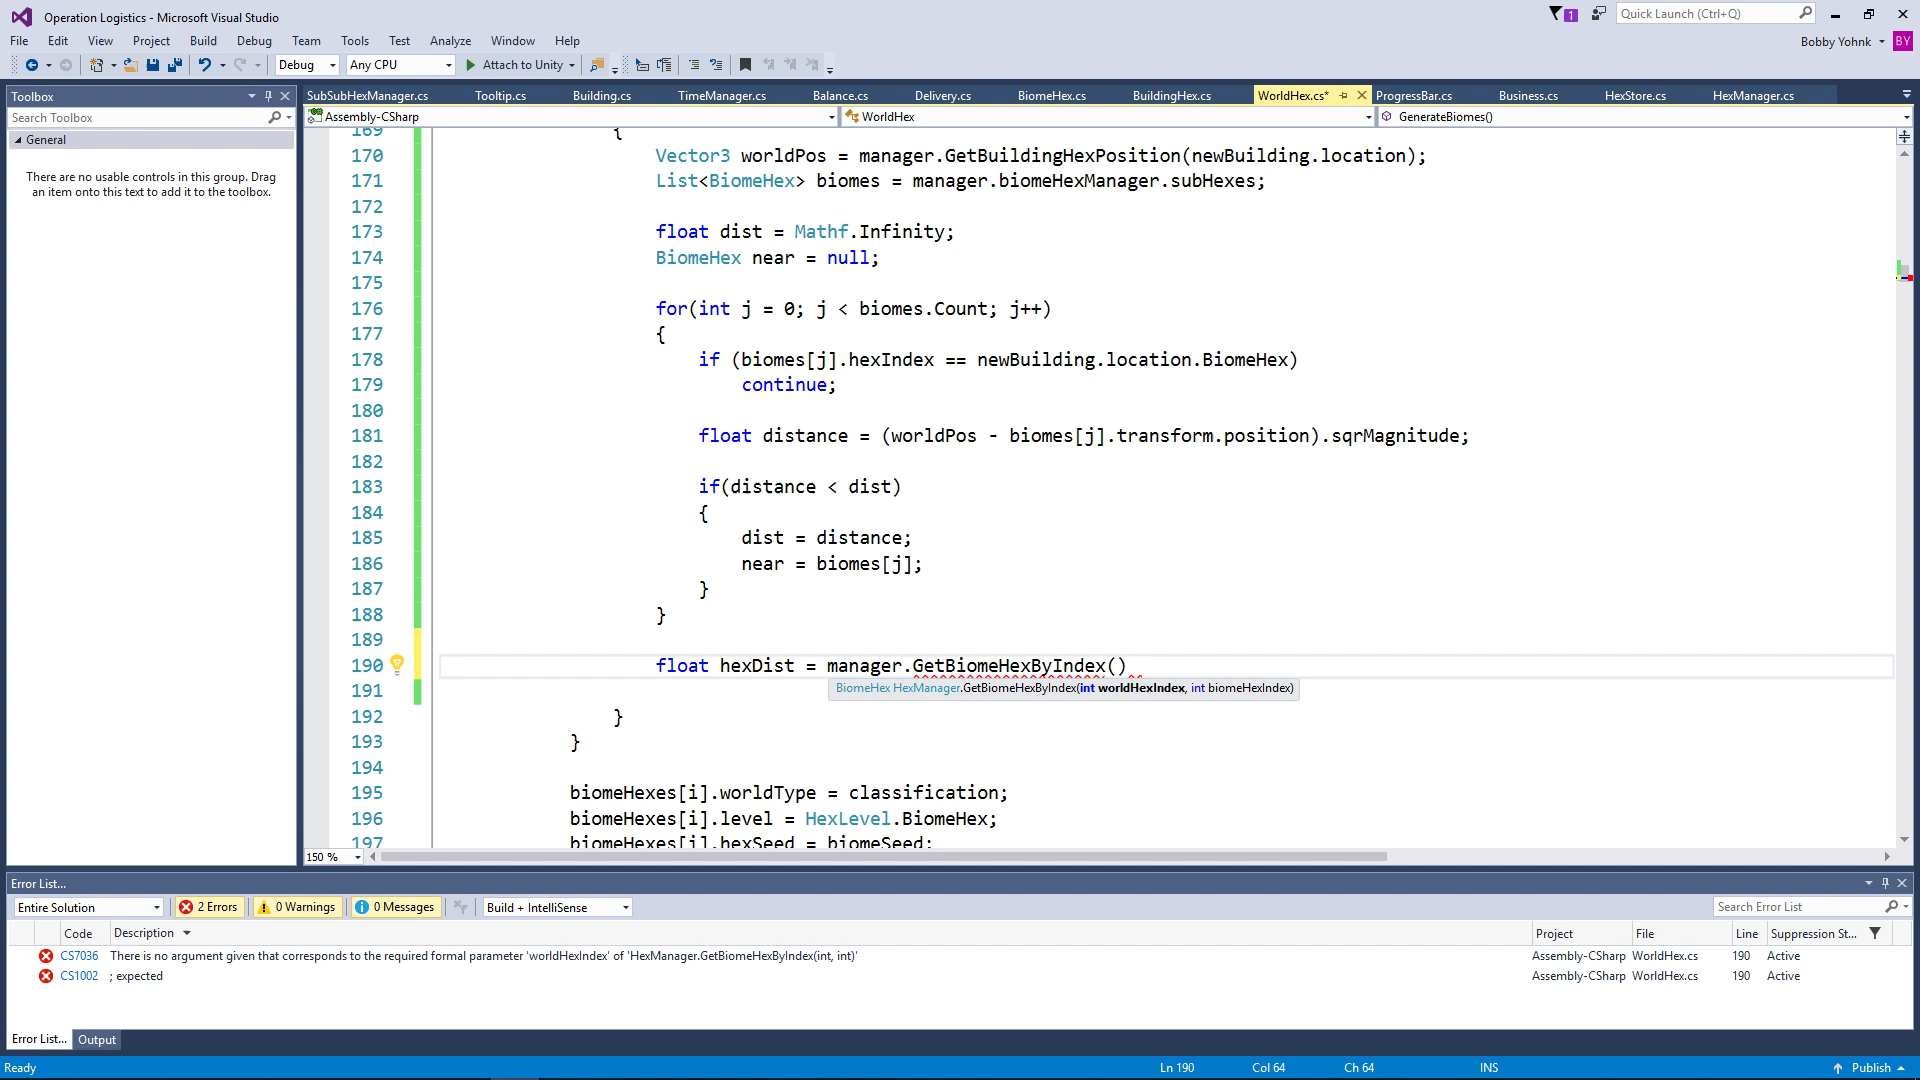 Operation Logistics - Microsoft Visual Studio
1
Quick Launch (Ctrl+Q)
File Edit View Project Build Debug Team Tools Test Analyze Window Help
Bobby Yohnk BY
Debug Any CPU Attach to Unity
Toolbox
Search Toolbox
General
There are no usable controls in this group. Drag
an item onto this text to add it to the toolbox.
SubSubHexManager.cs Tooltip.cs Building.cs TimeManager.cs Balance.cs Delivery.cs BiomeHex.cs BuildingHex.cs WorldHex.cs* ProgressBar.cs Business.cs HexStore.cs HexManager.cs
Assembly-CSharp WorldHex GenerateBiomes()
169 {
170 Vector3 worldPos = manager.GetBuildingHexPosition(newBuilding.location);
171 List<BiomeHex> biomes = manager.biomeHexManager.subHexes;
172
173 float dist = Mathf.Infinity;
174 BiomeHex near = null;
175
176 for(int j = 0; j < biomes.Count; j++)
177 {
178 if (biomes[j].hexIndex == newBuilding.location.BiomeHex)
179 continue;
180
181 float distance = (worldPos - biomes[j].transform.position).sqrMagnitude;
182
183 if(distance < dist)
184 {
185 dist = distance;
186 near = biomes[j];
187 }
188 }
189
190 float hexDist = manager.GetBiomeHexByIndex()
BiomeHex HexManager.GetBiomeHexByIndex(int worldHexIndex, int biomeHexIndex)
191
192 }
193 }
194
195 biomeHexes[i].worldType = classification;
196 biomeHexes[i].level = HexLevel.BiomeHex;
197 biomeHexes[i].hexSeed = biomeSeed;
150 %
Error List...
Entire Solution 2 Errors 0 Warnings 0 Messages Build + IntelliSense Search Error List
Code Description Project File Line Suppression St...
CS7036 There is no argument given that corresponds to the required formal parameter 'worldHexIndex' of 'HexManager.GetBiomeHexByIndex(int, int)' Assembly-CSharp WorldHex.cs 190 Active
CS1002 ; expected Assembly-CSharp WorldHex.cs 190 Active
Error List... Output
Ready Ln 190 Col 64 Ch 64 INS Publish